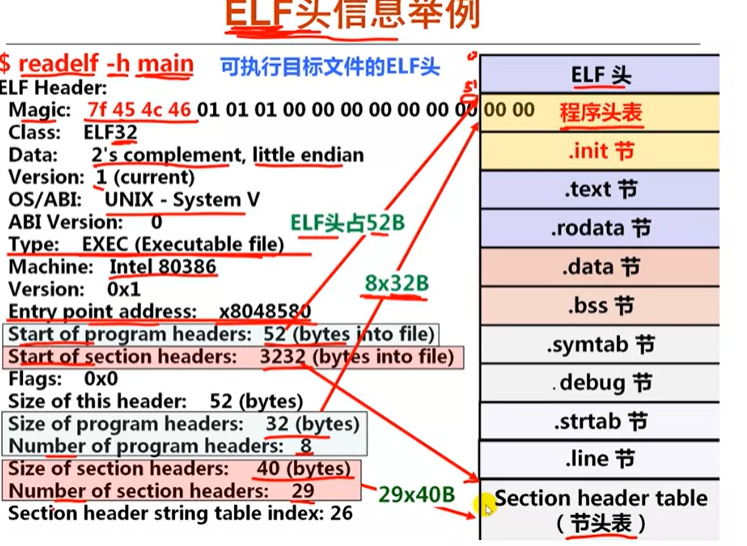 ELF头信息举例
$ readelf -h main
可执行目标文件的ELF头
ELF Header:
Magic: 7f 45 4c 46 01 01 01 00 00 00 00 00 00 00 00 00
Class: ELF32
Data: 2's complement, little endian
Version: 1 (current)
OS/ABI: UNIX - System V
ABI Version: 0
ELF头占52B
Type: EXEC (Executable file)
Machine: Intel 80386
Version: 0x1
8x32B
Entry point address: x8048580
Start of program headers: 52 (bytes into file)
Start of section headers: 3232 (bytes into file)
Flags: 0x0
Size of this header: 52 (bytes)
Size of program headers: 32 (bytes)
Number of program headers: 8
Size of section headers: 40 (bytes)
Number of section headers: 29
29x40B
Section header string table index: 26
0
ELF 头
程序头表
.init 节
.text 节
.rodata 节
.data 节
.bss 节
.symtab 节
.debug 节
.strtab 节
.line 节
Section header table
（节头表）